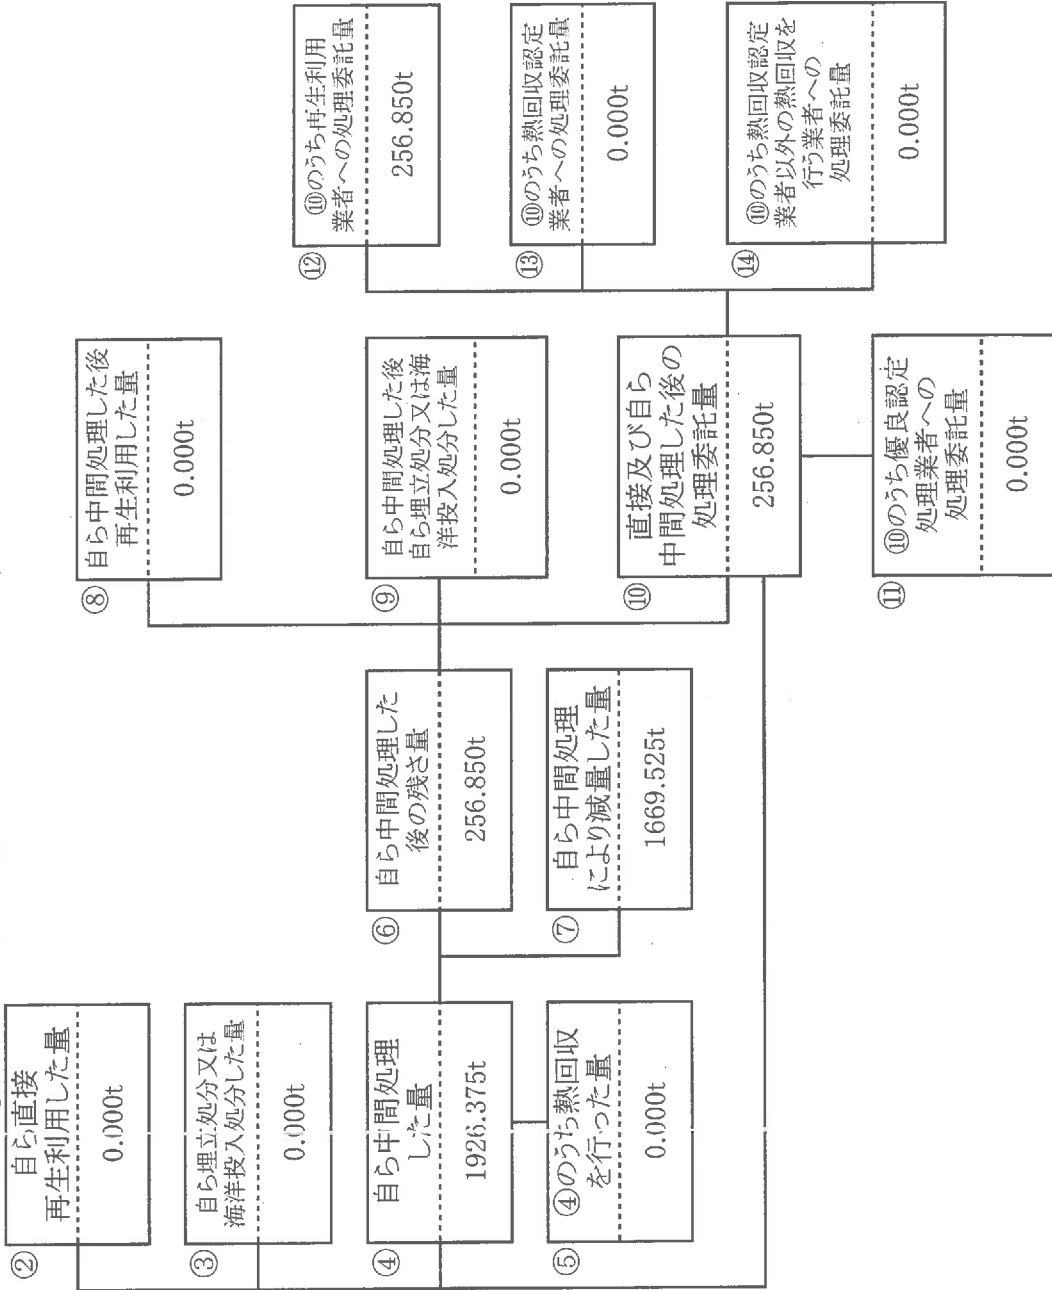 ②
自ら直接
再生利用した量
0.000t
③
自ら埋立処分又は
海洋投入処分した量
0.000t
④
自ら中間処理
した量
1926.375t
⑤
④のうち熱回収
を行った量
0.000t
⑥
自ら中間処理した
後の残さ量
256.850t
⑦
自ら中間処理
により減量した量
1669.525t
⑧
自ら中間処理した後
再生利用した量
0.000t
⑨
自ら中間処理した後
自ら埋立処分又は海
洋投入処分した量
0.000t
⑩
直接及び自ら
中間処理した後の
処理委託量
256.850t
⑪
⑩のうち優良認定
処理業者への
処理委託量
0.000t
⑫
⑩のうち再生利用
業者への処理委託量
256.850t
⑬
⑩のうち熱回収認定
業者への処理委託量
0.000t
⑭
⑩のうち熱回収認定
業者以外の熱回収を
行う業者への
処理委託量
0.000t